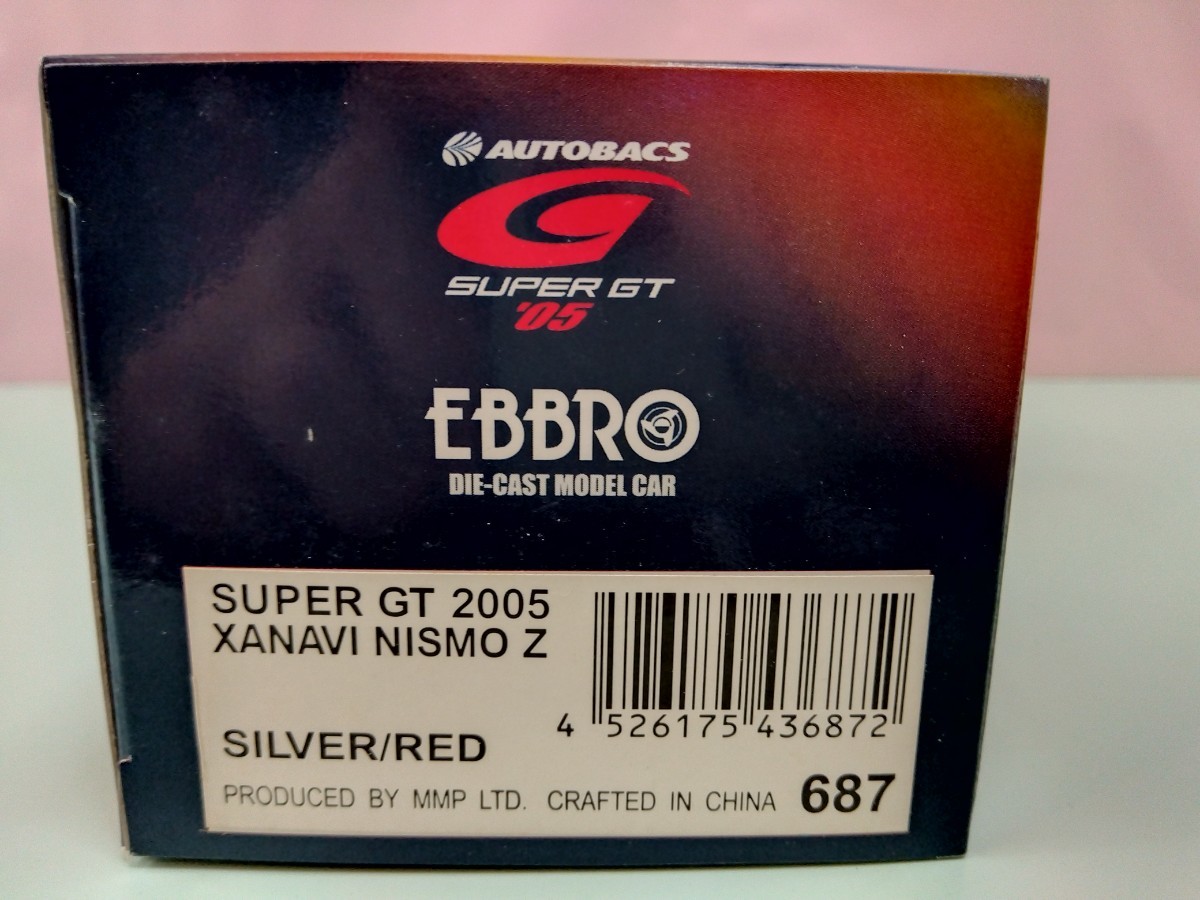 AUTOBACS
SUPER GT
'05
EBBRO
DIE-CAST MODEL CAR
SUPER GT 2005
XANAVI NISMO Z
4 526175 436872
SILVER/RED
PRODUCED BY MMP LTD. CRAFTED IN CHINA 687